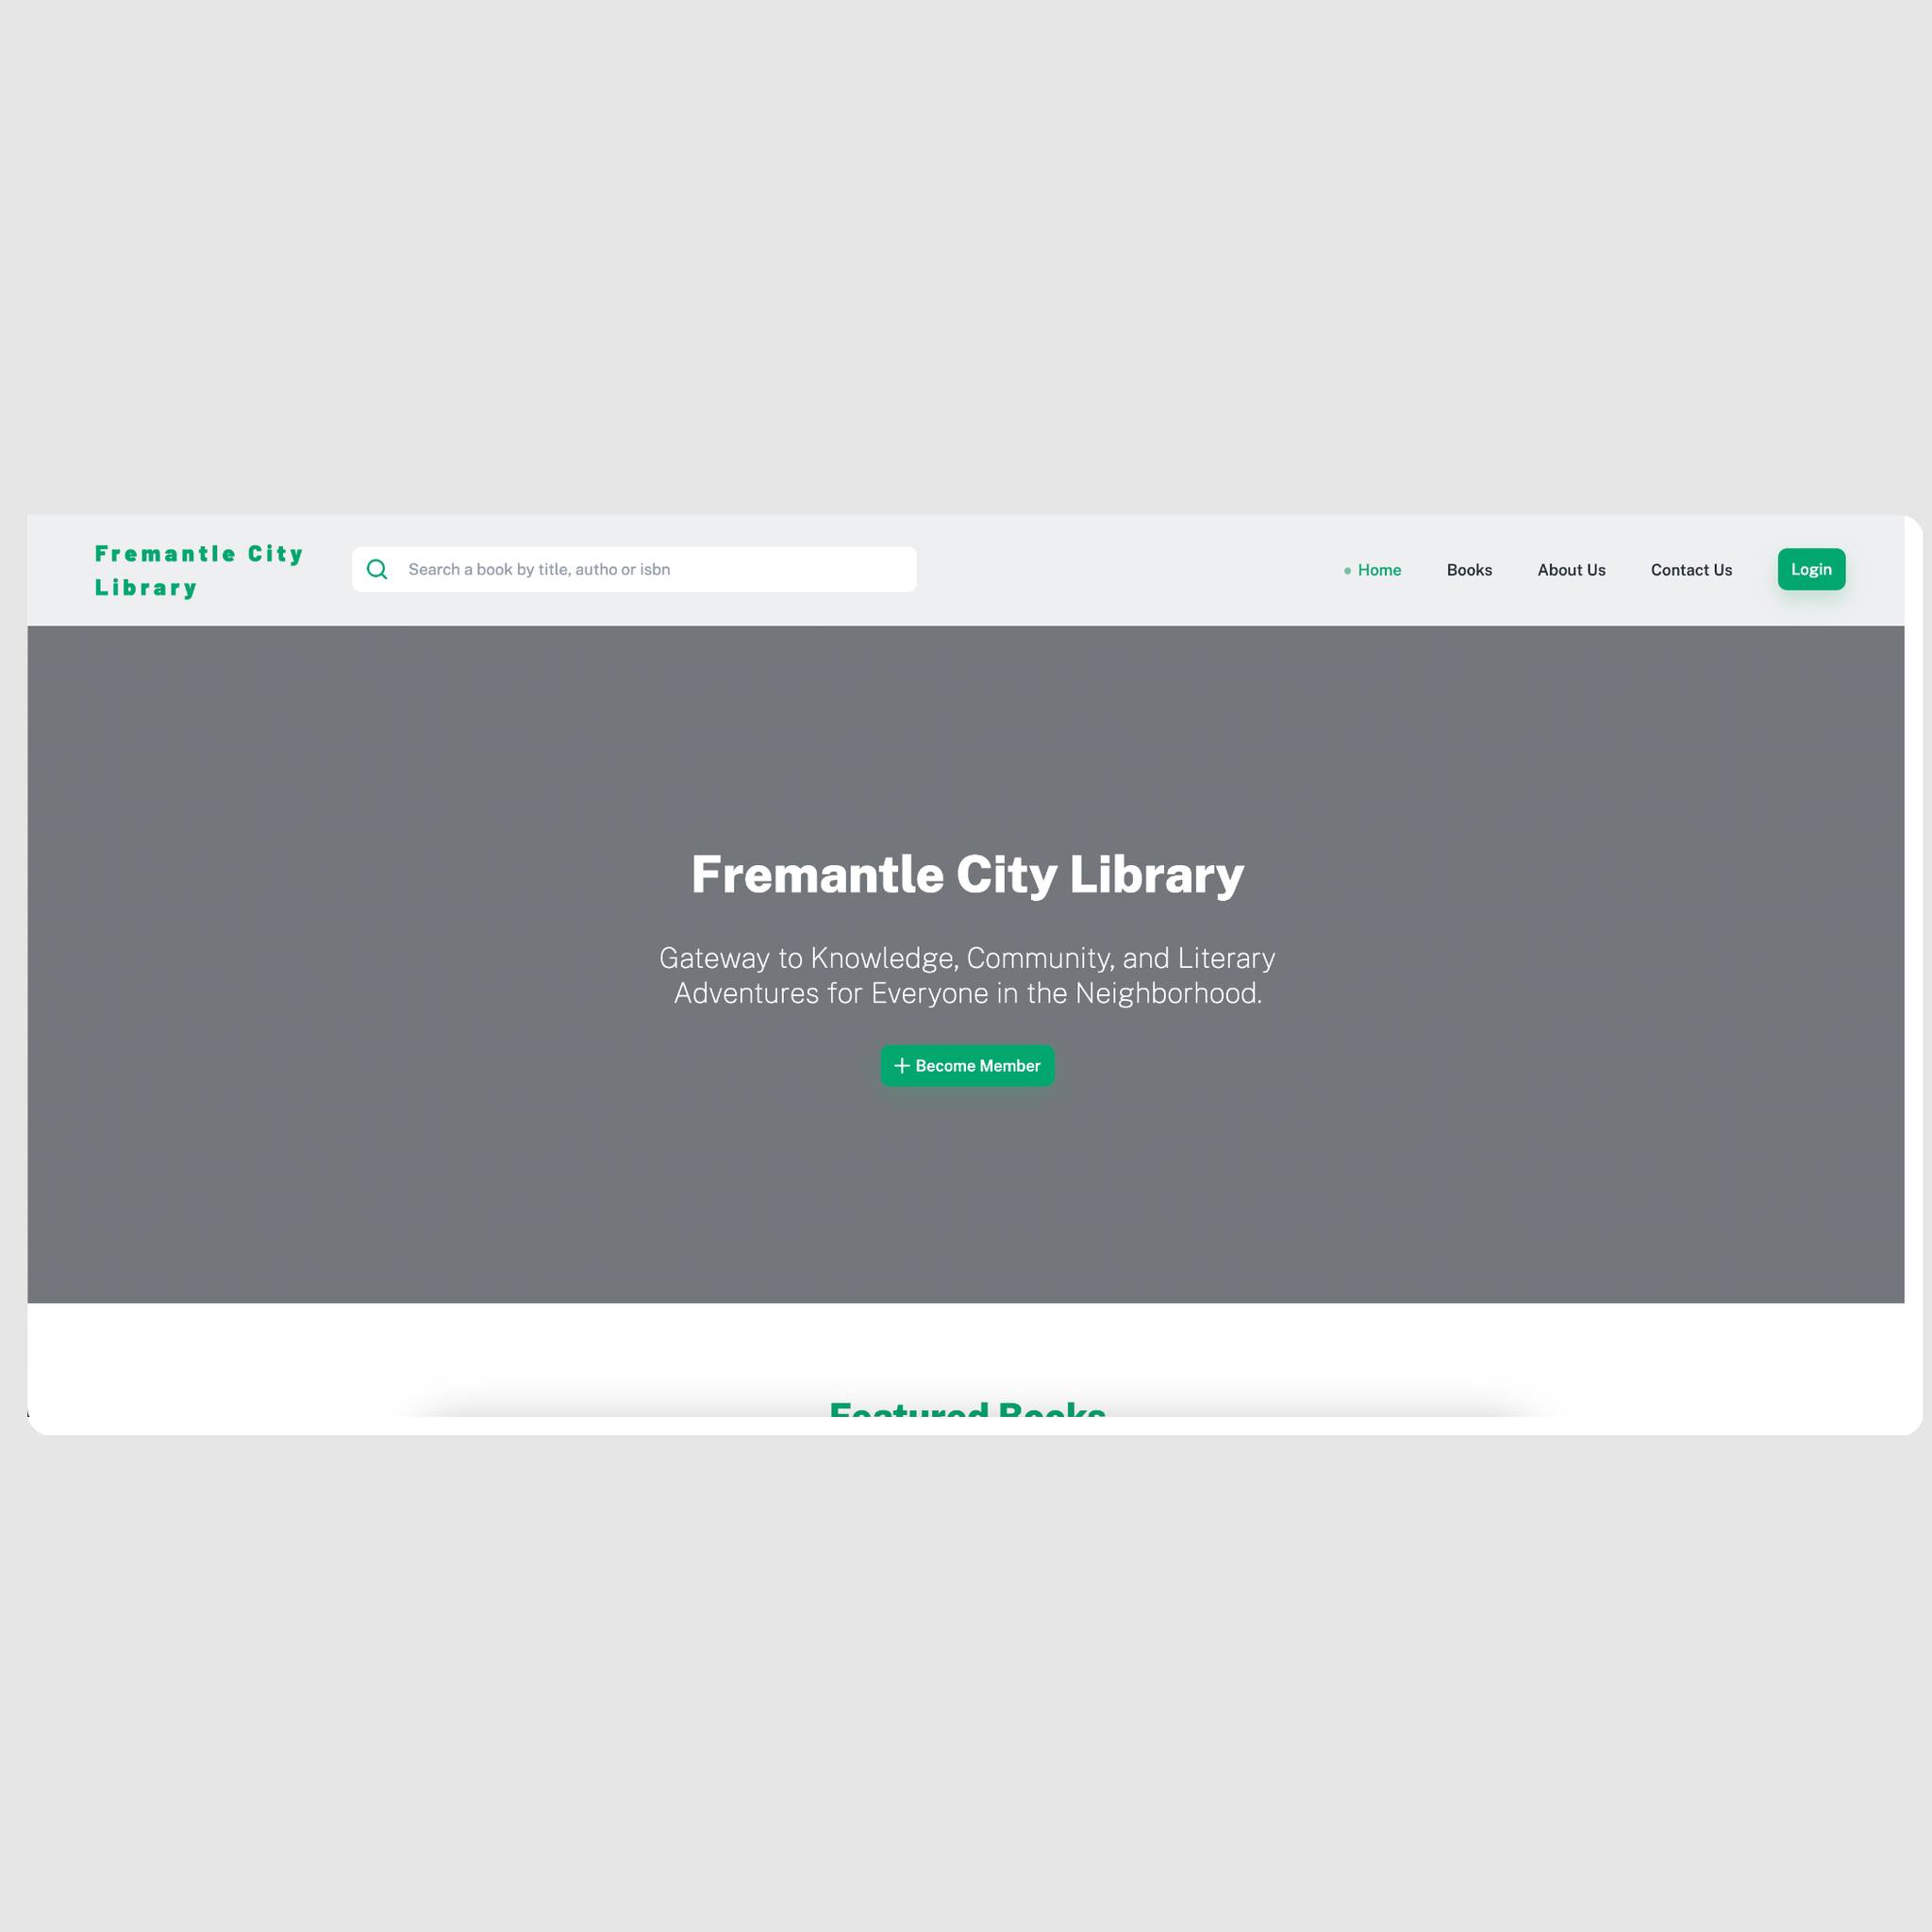 Fremantle City
Library
Search a book by title, autho or isbn
Home
Books
About Us
Contact Us
Login
Fremantle City Library
Gateway to Knowledge, Community, and Literary
Adventures for Everyone in the Neighborhood.
Become Member
Featured Books